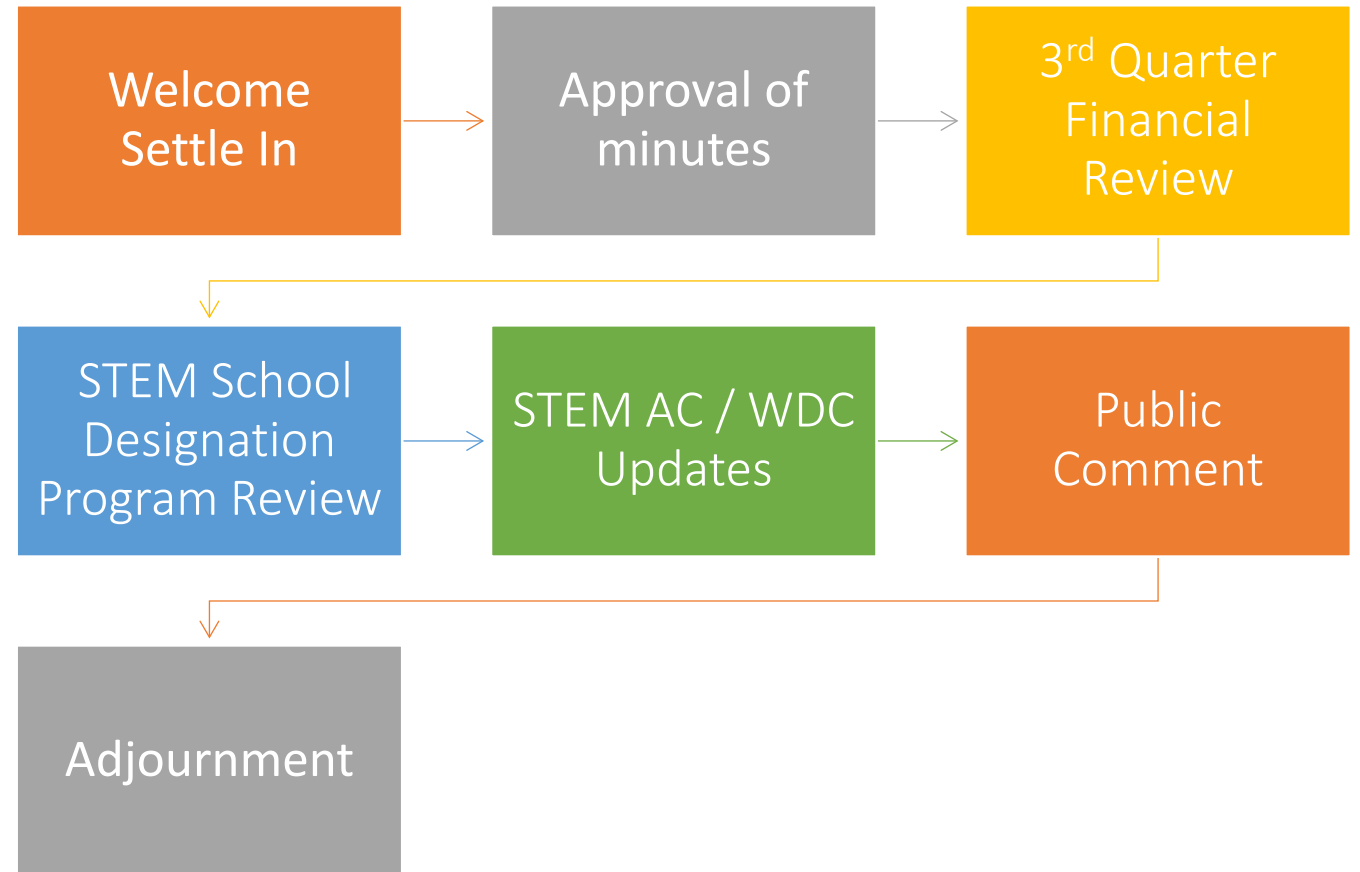 Welcome
Settle In
Approval of
minutes
3rd Quarter
Financial
Review
STEM School
Designation
Program Review
STEM AC / WDC
Updates
Public
Comment
Adjournment